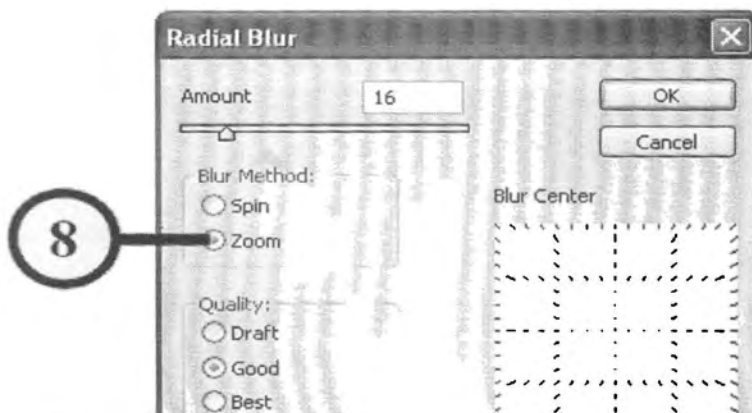 Radial Blur
Amount 16
OK
Cancel
Blur Method:
Spin
8
Zoom
Blur Center
Quality:
Draft
Good
Best